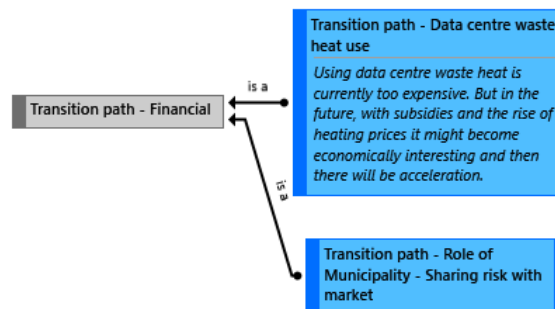 Transition path - Data centre waste
heat use
Using data centre waste heat is
currently too expensive. But in the
future, with subsidies and the rise of
heating prices it might become
economically interesting and then
there will be acceleration.
is a
Transition path - Financial
is a
Transition path - Role of
Municipality - Sharing risk with
market